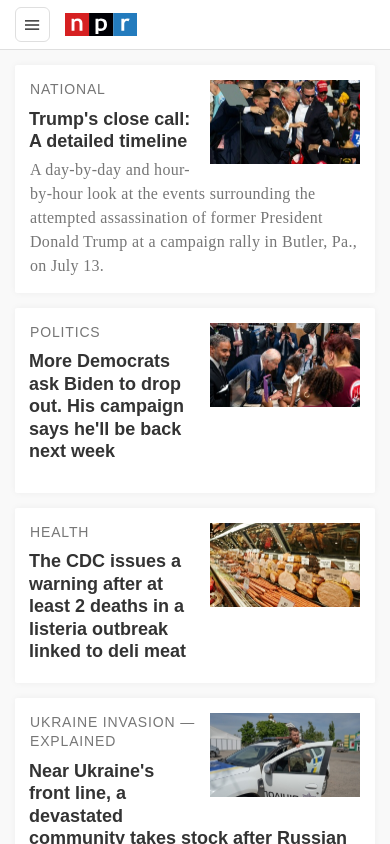 npr
NATIONAL
Trump's close call:
A detailed timeline
A day-by-day and hour-
by-hour look at the events surrounding the
attempted assassination of former President
Donald Trump at a campaign rally in Butler, Pa.,
on July 13.
POLITICS
More Democrats
ask Biden to drop
out. His campaign
says he'll be back
next week
HEALTH
The CDC issues a
warning after at
least 2 deaths in a
listeria outbreak
linked to deli meat
UKRAINE INVASION —
EXPLAINED
Near Ukraine's
front line, a
devastated
community takes stock after Russian